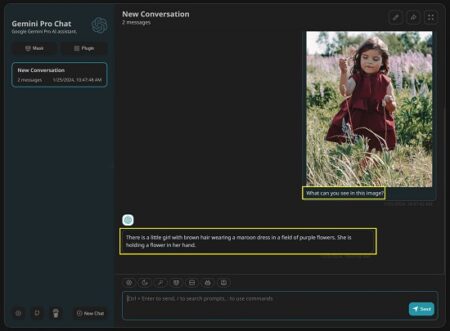 Gemini Pro Chat
Google Gemini Pro AI assistant.
Mask
Plugin
New Conversation
2 messages
1/25/2024, 10:47:46 AM
New Chat
New Conversation
2 messages
What can you see in this image?
There is a little girl with brown hair wearing a maroon dress in a field of purple flowers. She is
holding a flower in her hand.
Ctrl + Enter to send, / to search prompts, : to use commands
Send